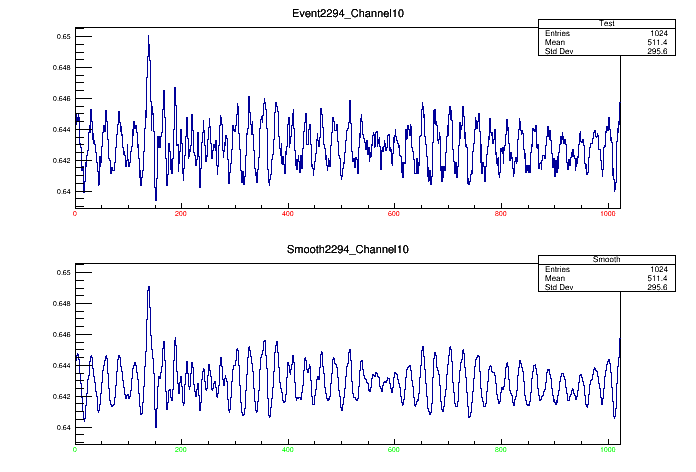 Event2294_Channel10
Test
Entries 1024
Mean 511.4
Std Dev 295.6
0.65
0.648
0.646
0.644
0.642
0.64
0 200 400 600 800 1000
Smooth2294_Channel10
Smooth
Entries 1024
Mean 511.4
Std Dev 295.6
0.65
0.648
0.646
0.644
0.642
0.64
0 200 400 600 800 1000